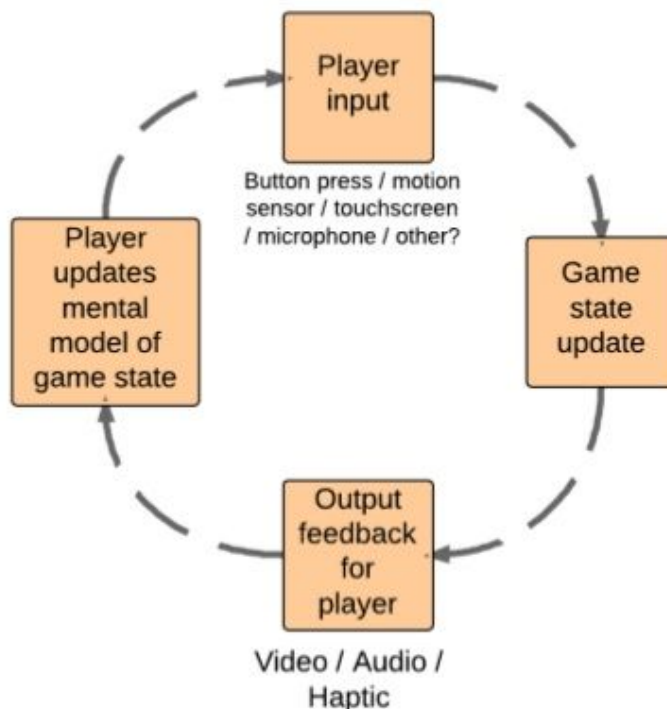 Player
input
Button press / motion
sensor / touchscreen
/ microphone / other?
Game
state
update
Output
feedback
for
player
Video / Audio /
Haptic
Player
updates
mental
model of
game state